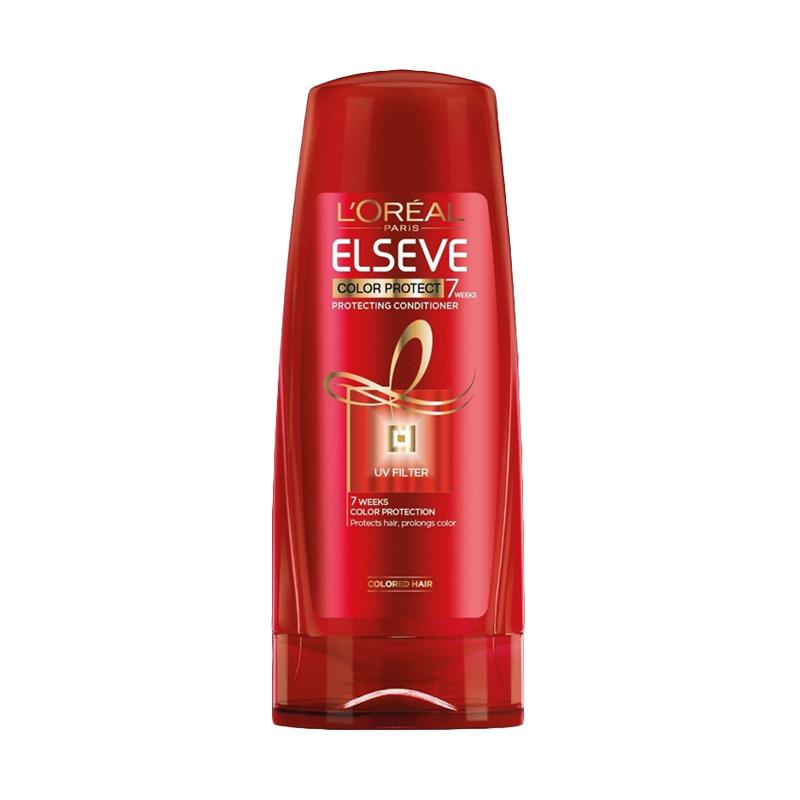 L'ORÉAL
PARIS
ELSEVE
COLOR PROTECT 7 WEEKS
PROTECTING CONDITIONER
UV FILTER
7 WEEKS
COLOR PROTECTION
Protects hair, prolongs color
COLORED HAIR